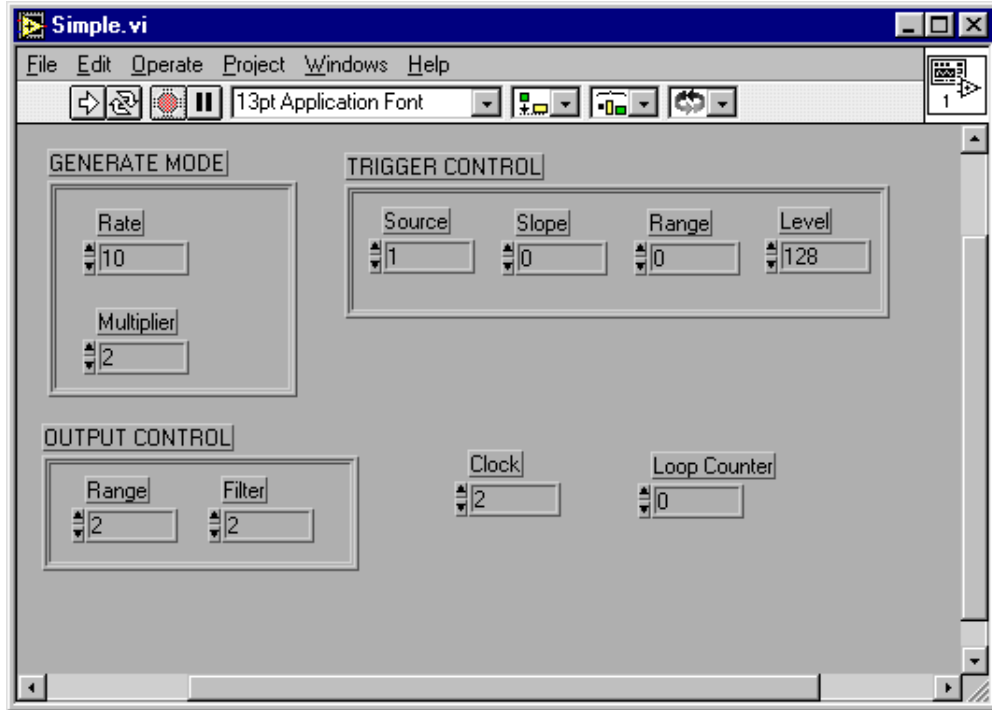 Simple.vi
File Edit Operate Project Windows Help
13pt Application Font
1
GENERATE MODE
TRIGGER CONTROL
Rate
10
Multiplier
2
Source Slope Range Level
1 0 0 128
OUTPUT CONTROL
Range Filter
2 2
Clock
2
Loop Counter
0